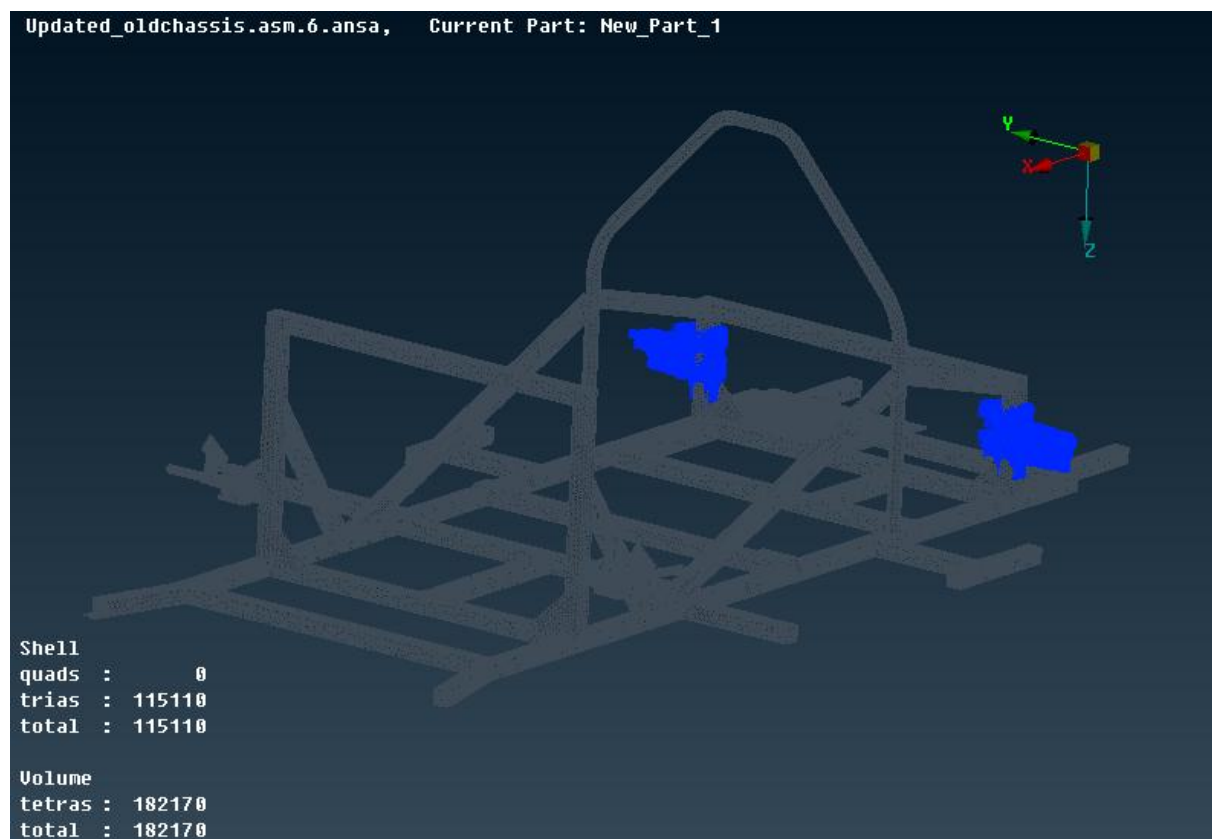 Updated_oldchassis.asm.6.ansa, Current Part: New_Part_1
Y
X
Z
Shell
quads : 0
trias : 115110
total : 115110
Volume
tetras : 182170
total : 182170